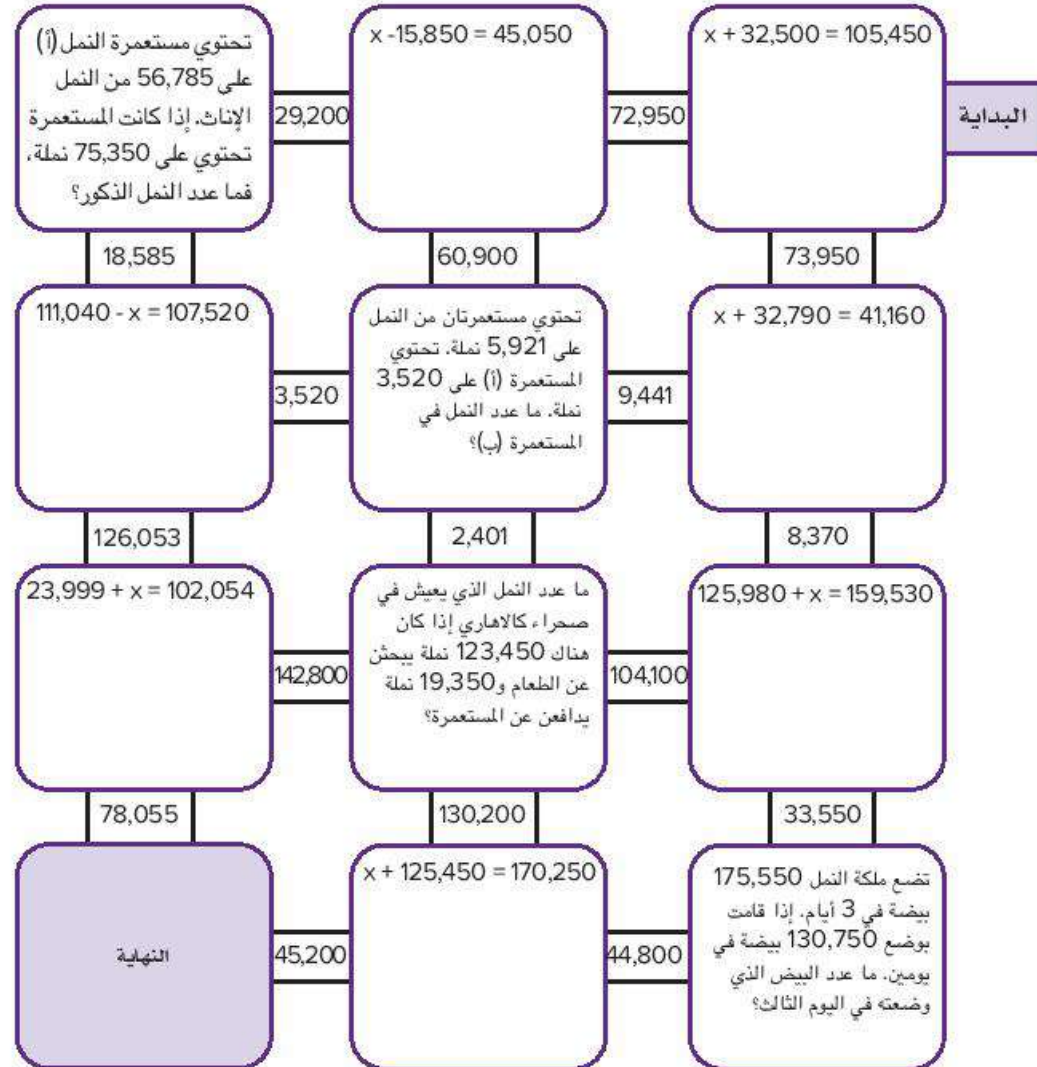 البداية
x + 32,500 = 105,450
72,950
x -15,850 = 45,050
29,200
تحتوي مستعمرة النمل (أ)
على 56,785 من النمل
الإناث. إذا كانت المستعمرة
تحتوي على 75,350 نملة،
فما عدد النمل الذكور؟
73,950
60,900
18,585
x + 32,790 = 41,160
9,441
تحتوي مستعمرتان من النمل
على 5,921 نملة. تحتوي
المستعمرة (أ) على 3,520
نملة. ما عدد النمل في
المستعمرة (ب)؟
3,520
111,040 - x = 107,520
8,370
2,401
126,053
125,980 + x = 159,530
104,100
ما عدد النمل الذي يعيش في
صحراء كالاهاري إذا كان
هناك 123,450 نملة يبحثن
عن الطعام و19,350 نملة
يدافعن عن المستعمرة؟
142,800
23,999 + x = 102,054
33,550
130,200
78,055
تضع ملكة النمل 175,550
بيضة في 3 أيام. إذا قامت
بوضع 130,750 بيضة في
يومين. ما عدد البيض الذي
وضعته في اليوم الثالث؟
44,800
x + 125,450 = 170,250
45,200
النهاية